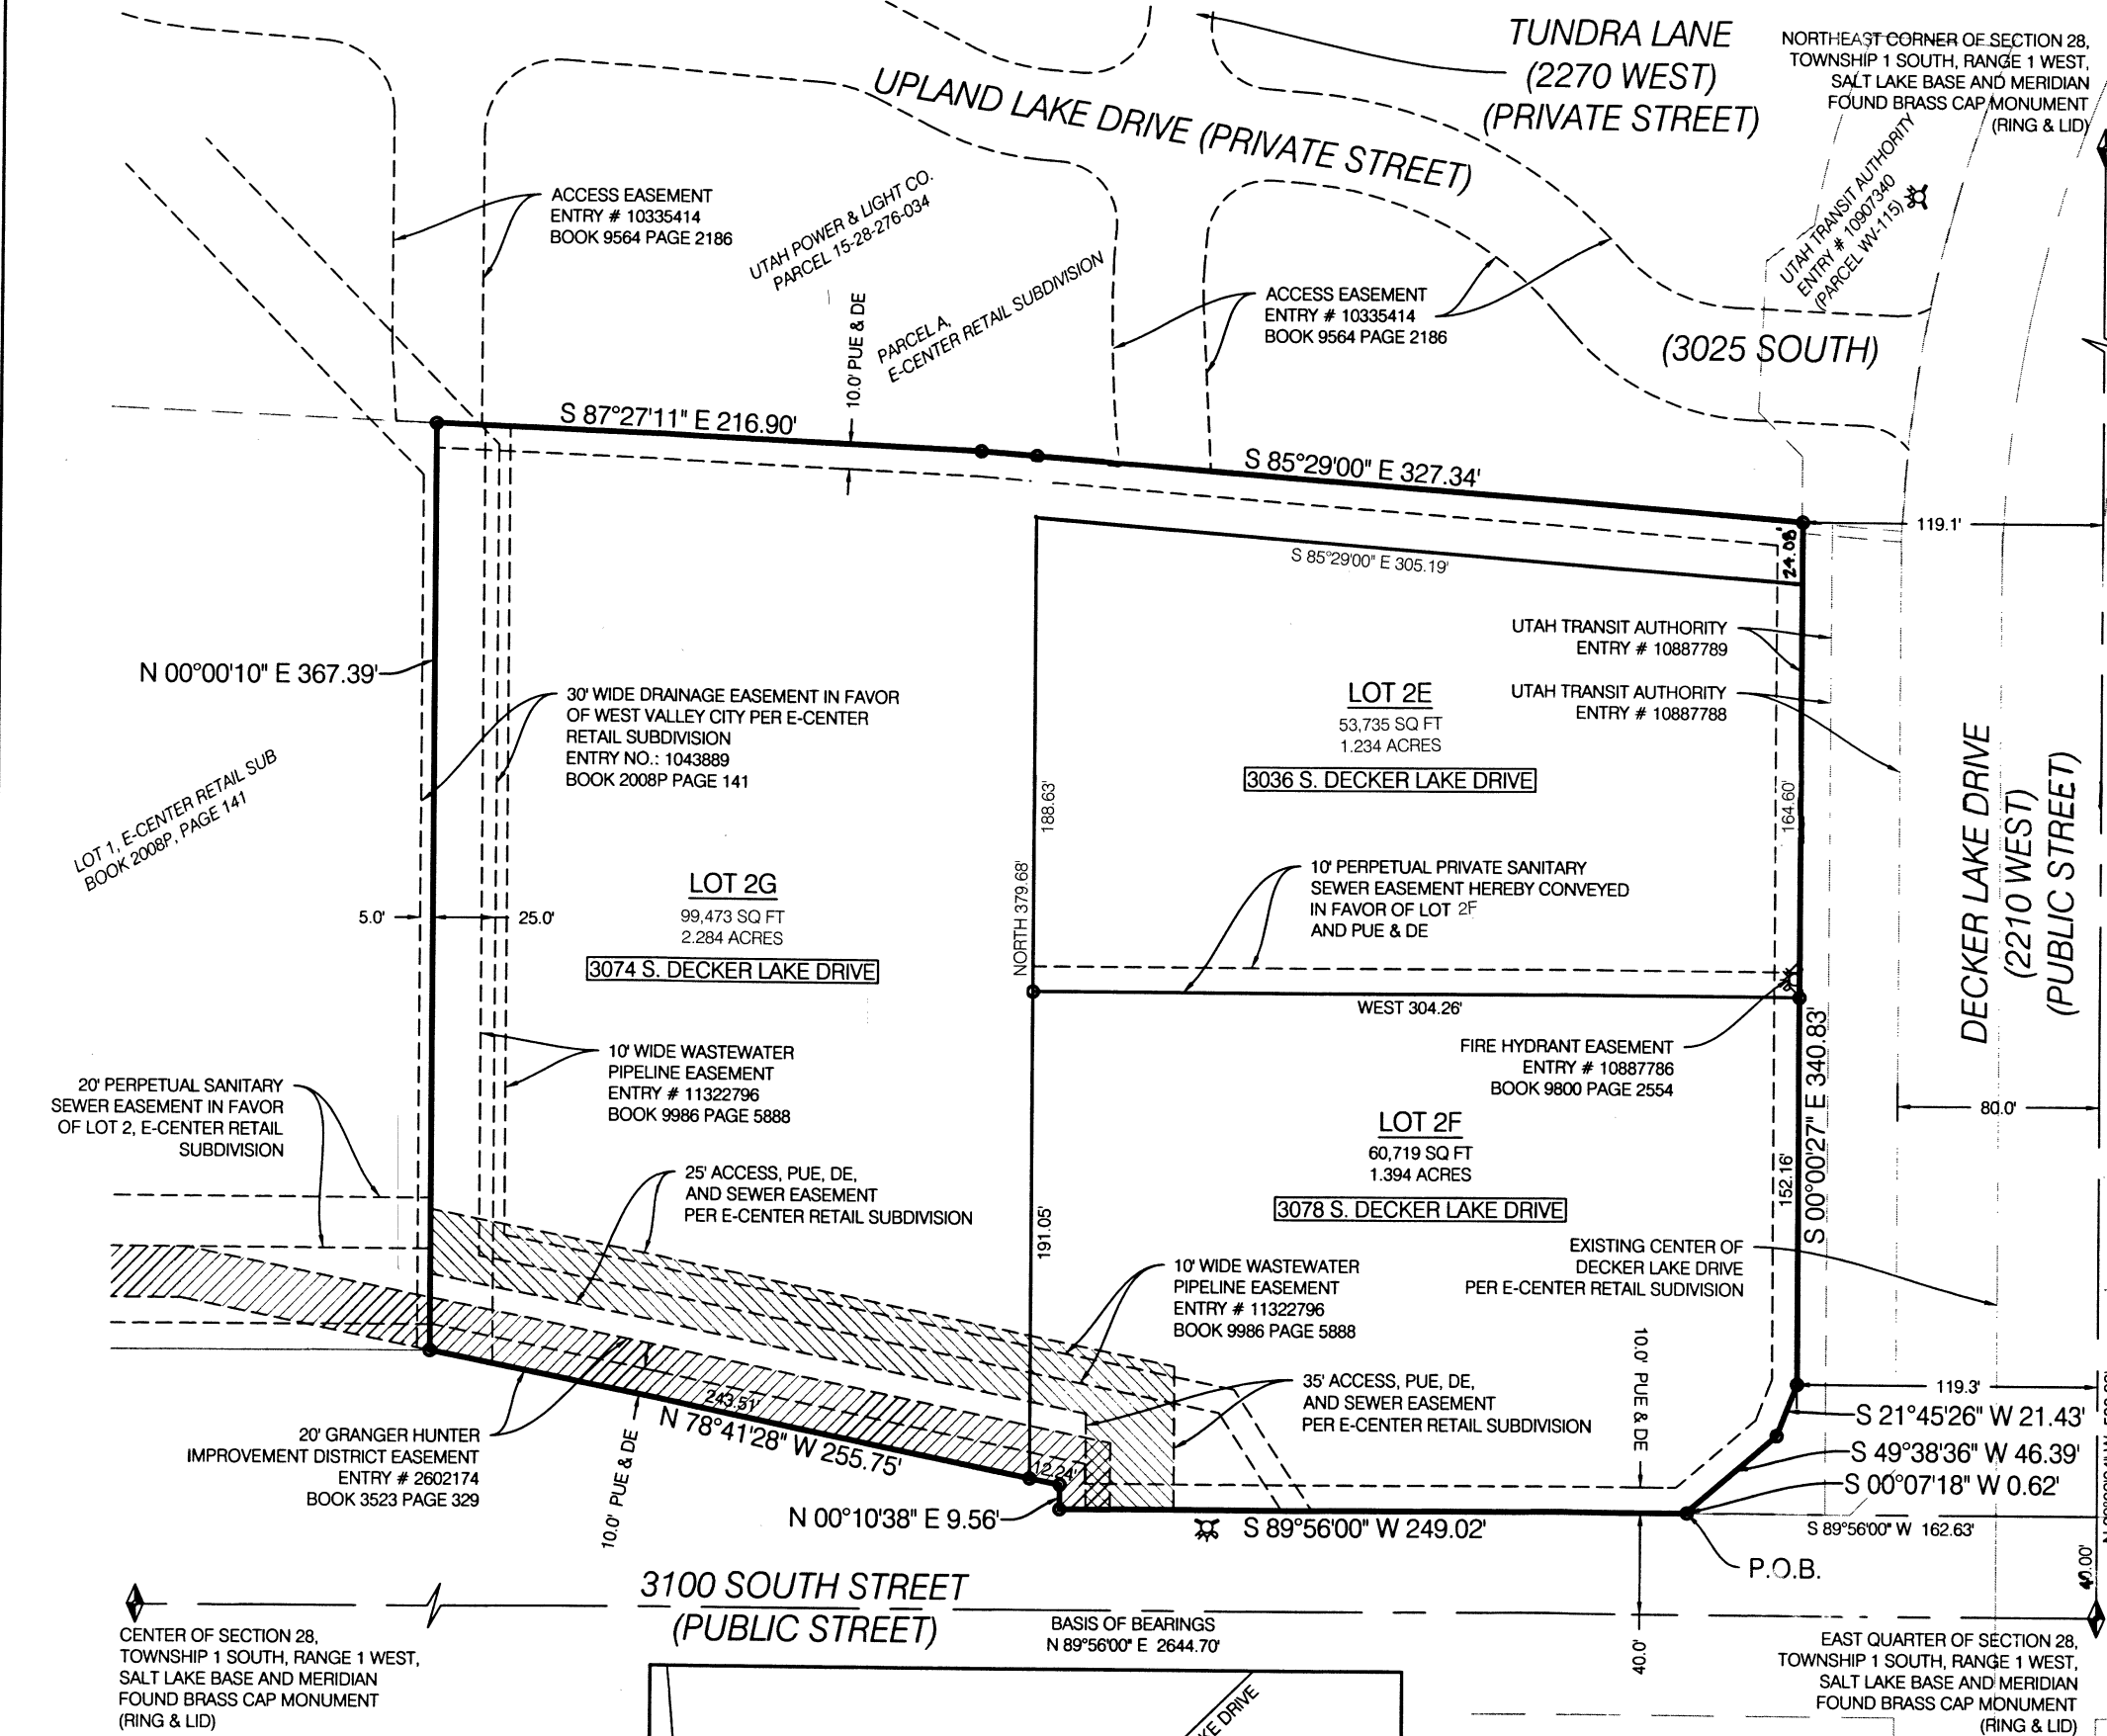 TUNDRA LANE
(2270 WEST)
(PRIVATE STREET)
NORTHEAST CORNER OF SECTION 28,
TOWNSHIP 1 SOUTH, RANGE 1 WEST,
SALT LAKE BASE AND MERIDIAN
FOUND BRASS CAP MONUMENT
(RING & LID)
UPLAND LAKE DRIVE (PRIVATE STREET)
(3025 SOUTH)
UTAH TRANSIT AUTHORITY
ENTRY # 10907340
(PARCEL WV-115)
ACCESS EASEMENT
ENTRY # 10335414
BOOK 9564 PAGE 2186
UTAH POWER & LIGHT CO.
PARCEL 15-28-276-034
PARCEL A,
E-CENTER RETAIL SUBDIVISION
10.0' PUE & DE
ACCESS EASEMENT
ENTRY # 10335414
BOOK 9564 PAGE 2186
S 87°27'11" E 216.90'
S 85°29'00" E 327.34'
119.1'
24.08'
S 85°29'00" E 305.19'
N 00°00'10" E 367.39'
30' WIDE DRAINAGE EASEMENT IN FAVOR
OF WEST VALLEY CITY PER E-CENTER
RETAIL SUBDIVISION
ENTRY NO.: 1043889
BOOK 2008P PAGE 141
UTAH TRANSIT AUTHORITY
ENTRY # 10887789
UTAH TRANSIT AUTHORITY
ENTRY # 10887788
LOT 2E
53,735 SQ FT
1.234 ACRES
3036 S. DECKER LAKE DRIVE
188.63'
164.60'
DECKER LAKE DRIVE
(2210 WEST)
(PUBLIC STREET)
LOT 1, E-CENTER RETAIL SUB
BOOK 2008P, PAGE 141
LOT 2G
99,473 SQ FT
2.284 ACRES
3074 S. DECKER LAKE DRIVE
5.0'
25.0'
NORTH 379.68'
10' PERPETUAL PRIVATE SANITARY
SEWER EASEMENT HEREBY CONVEYED
IN FAVOR OF LOT 2F
AND PUE & DE
WEST 304.26'
FIRE HYDRANT EASEMENT
ENTRY # 10887786
BOOK 9800 PAGE 2554
S 00°00'27" E 340.83'
80.0'
10' WIDE WASTEWATER
PIPELINE EASEMENT
ENTRY # 11322796
BOOK 9986 PAGE 5888
20' PERPETUAL SANITARY
SEWER EASEMENT IN FAVOR
OF LOT 2, E-CENTER RETAIL
SUBDIVISION
25' ACCESS, PUE, DE,
AND SEWER EASEMENT
PER E-CENTER RETAIL SUBDIVISION
LOT 2F
60,719 SQ FT
1.394 ACRES
3078 S. DECKER LAKE DRIVE
191.05'
152.16'
EXISTING CENTER OF
DECKER LAKE DRIVE
PER E-CENTER RETAIL SUDIVISION
10' WIDE WASTEWATER
PIPELINE EASEMENT
ENTRY # 11322796
BOOK 9986 PAGE 5888
35' ACCESS, PUE, DE,
AND SEWER EASEMENT
PER E-CENTER RETAIL SUBDIVISION
10.0' PUE & DE
119.3'
S 21°45'26" W 21.43'
S 49°38'36" W 46.39'
S 00°07'18" W 0.62'
S 89°56'00" W 162.63'
243.51'
N 78°41'28" W 255.75'
12.24'
20' GRANGER HUNTER
IMPROVEMENT DISTRICT EASEMENT
ENTRY # 2602174
BOOK 3523 PAGE 329
10.0' PUE & DE
N 00°10'38" E 9.56'
S 89°56'00" W 249.02'
P.O.B.
40.00'
3100 SOUTH STREET
(PUBLIC STREET)
BASIS OF BEARINGS
N 89°56'00" E 2644.70'
40.0'
CENTER OF SECTION 28,
TOWNSHIP 1 SOUTH, RANGE 1 WEST,
SALT LAKE BASE AND MERIDIAN
FOUND BRASS CAP MONUMENT
(RING & LID)
EAST QUARTER OF SECTION 28,
TOWNSHIP 1 SOUTH, RANGE 1 WEST,
SALT LAKE BASE AND MERIDIAN
FOUND BRASS CAP MONUMENT
(RING & LID)
KE DRIVE